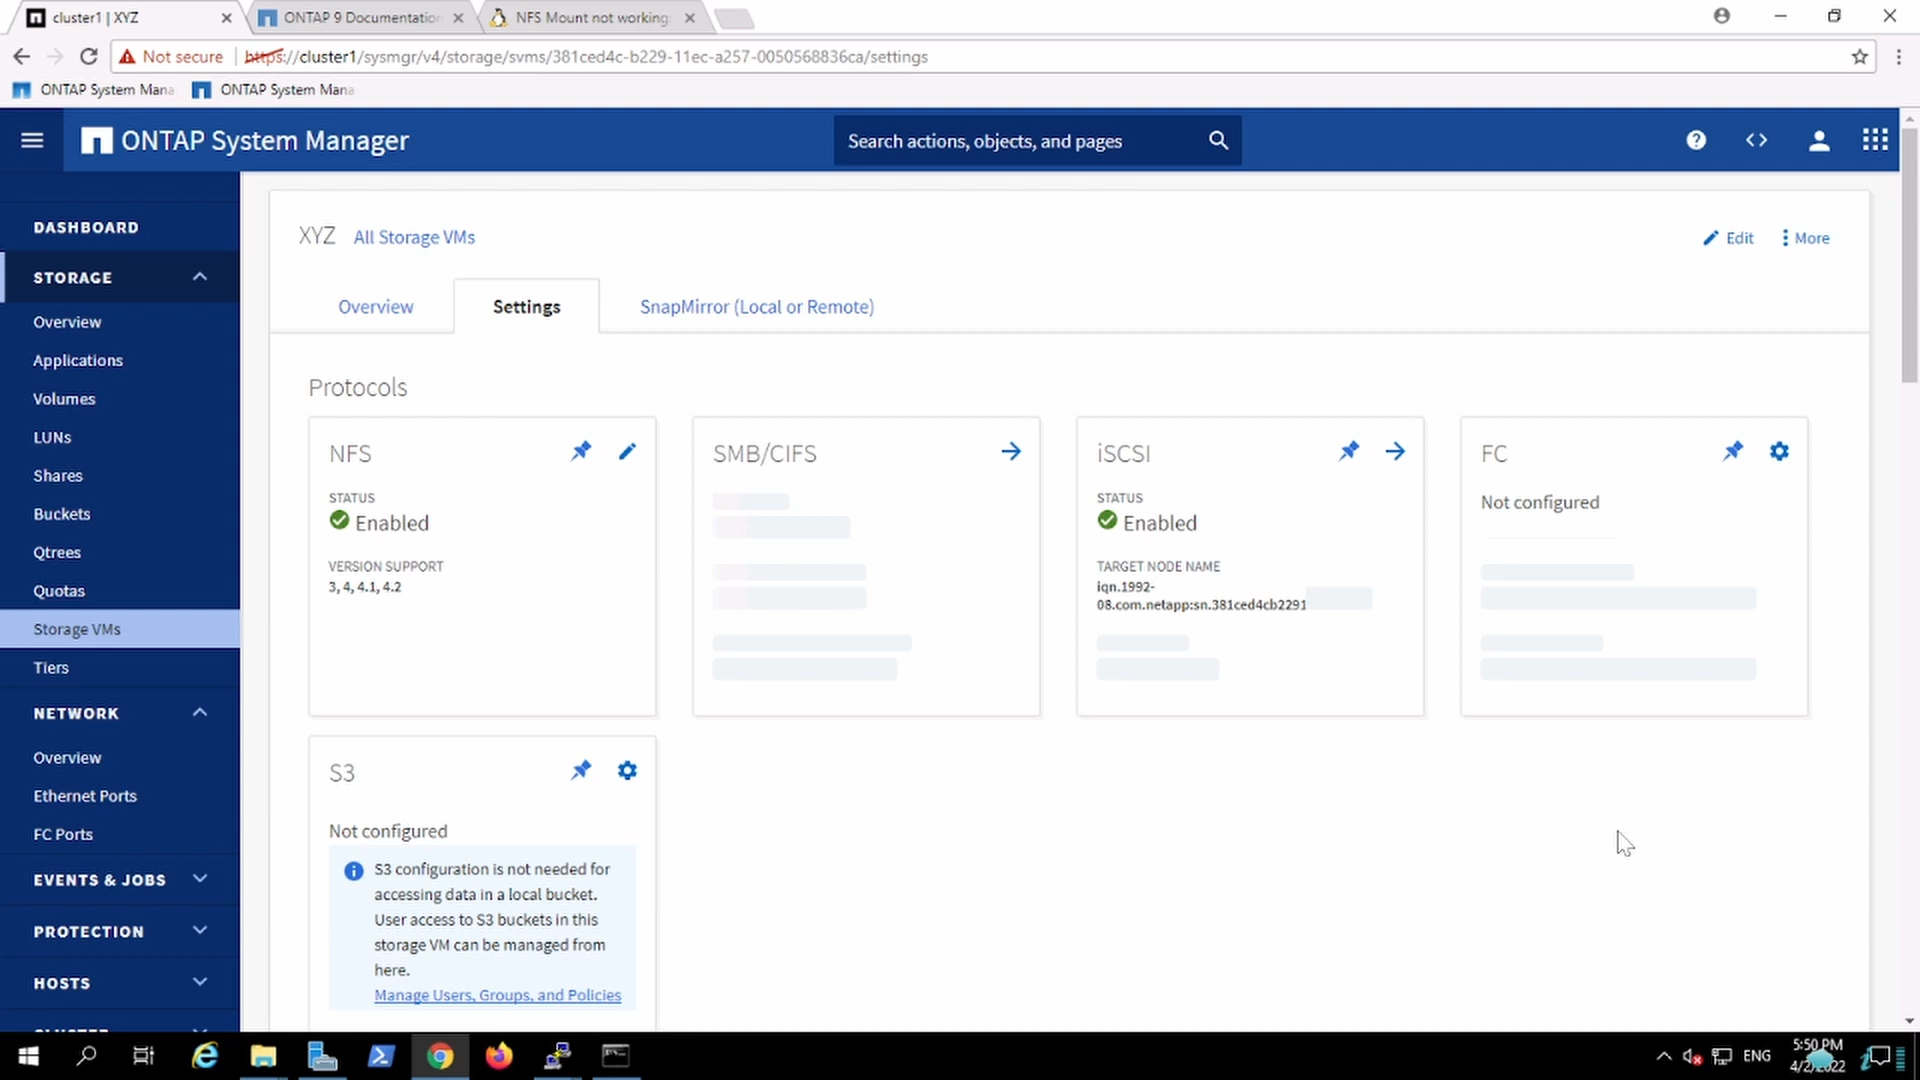 cluster1 | XYZ
ONTAP 9 Documentation
NFS Mount not working
Not secure
https://cluster1/sysmgr/v4/storage/svms/381ced4c-b229-11ec-a257-0050568836ca/settings
ONTAP System Mana
ONTAP System Mana
ONTAP System Manager
Search actions, objects, and pages
DASHBOARD
STORAGE
Overview
Applications
Volumes
LUNs
Shares
Buckets
Qtrees
Quotas
Storage VMs
Tiers
NETWORK
Overview
Ethernet Ports
FC Ports
EVENTS & JOBS
PROTECTION
HOSTS
CLUSTER
XYZ All Storage VMs
Edit
More
Overview
Settings
SnapMirror (Local or Remote)
Protocols
NFS
STATUS
Enabled
VERSION SUPPORT
3, 4, 4.1, 4.2
SMB/CIFS
iSCSI
STATUS
Enabled
TARGET NODE NAME
iqn.1992-
08.com.netapp:sn.381ced4cb2291
FC
Not configured
S3
Not configured
S3 configuration is not needed for
accessing data in a local bucket.
User access to S3 buckets in this
storage VM can be managed from
here.
Manage Users, Groups, and Policies
ENG
5:50 PM
4/2/2022